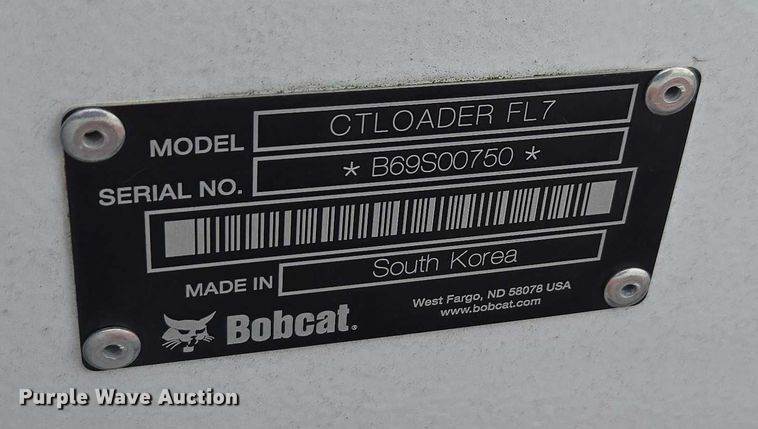 MODEL CTLOADER FL7
SERIAL NO. * B69S00750 *
MADE IN South Korea
Bobcat®
West Fargo, ND 58078 USA
www.bobcat.com
Purple Wave Auction